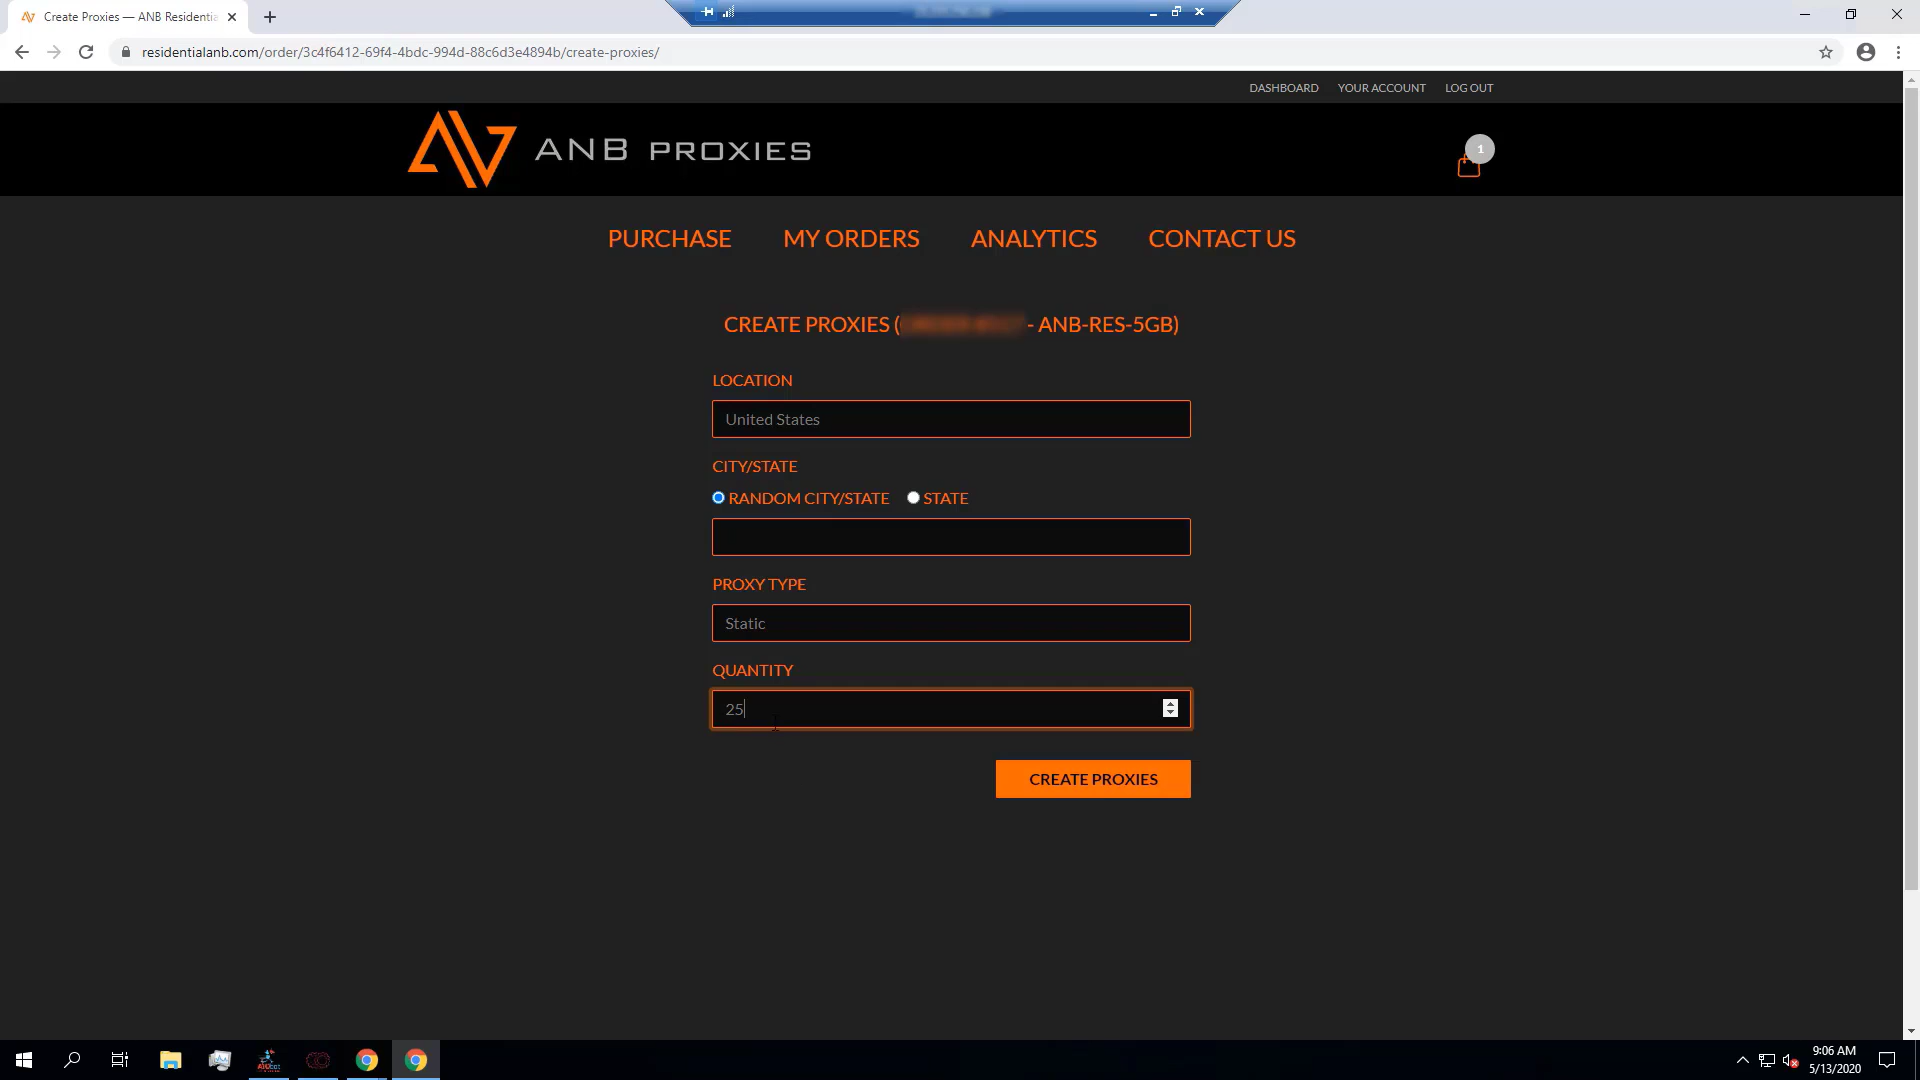 Create Proxies — ANB Residentia
residentialanb.com/order/3c4f6412-69f4-4bdc-994d-88c6d3e4894b/create-proxies/
DASHBOARD YOUR ACCOUNT LOG OUT
ANB PROXIES
1
PURCHASE MY ORDERS ANALYTICS CONTACT US
CREATE PROXIES ( - ANB-RES-5GB)
LOCATION
United States
CITY/STATE
RANDOM CITY/STATE STATE
PROXY TYPE
Static
QUANTITY
25
CREATE PROXIES
9:06 AM
5/13/2020